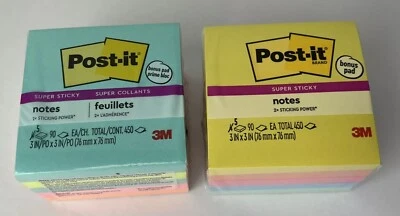 Post-it
bonus pad
prime bloc
SUPER STICKY
SUPER COLLANTS
notes
feuillets
2x STICKING POWER*
2x L'ADHÉRENCE*
5 90 EA/CH. TOTAL/CONT. 450
3 IN/PO x 3 IN/PO (76 mm x 76 mm)
3M
Post-it
BRAND
bonus
pad
SUPER STICKY
notes
2x STICKING POWER*
5 90 EA. TOTAL 450
3 IN x 3 IN (76 mm x 76 mm)
3M